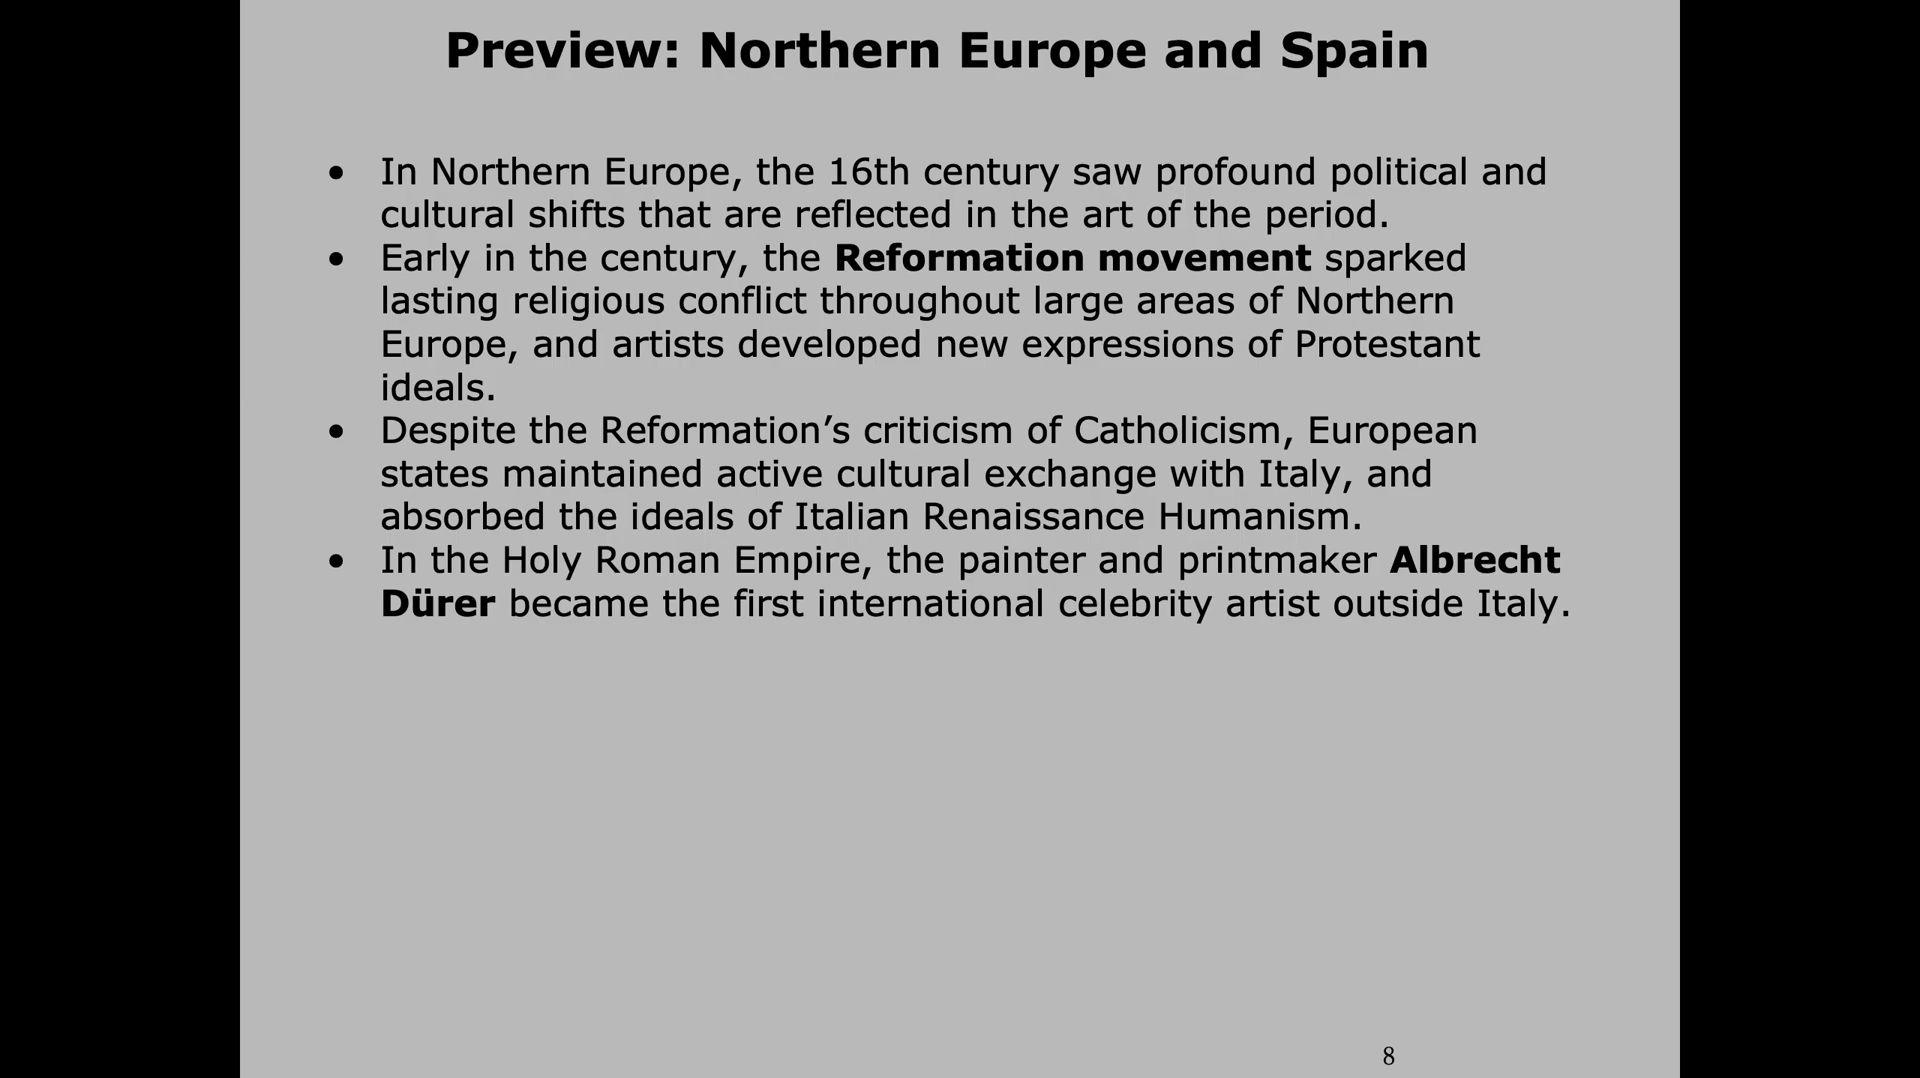 Preview: Northern Europe and Spain
• In Northern Europe, the 16th century saw profound political and
cultural shifts that are reflected in the art of the period.
• Early in the century, the Reformation movement sparked
lasting religious conflict throughout large areas of Northern
Europe, and artists developed new expressions of Protestant
ideals.
• Despite the Reformation’s criticism of Catholicism, European
states maintained active cultural exchange with Italy, and
absorbed the ideals of Italian Renaissance Humanism.
• In the Holy Roman Empire, the painter and printmaker Albrecht
Dürer became the first international celebrity artist outside Italy.
8